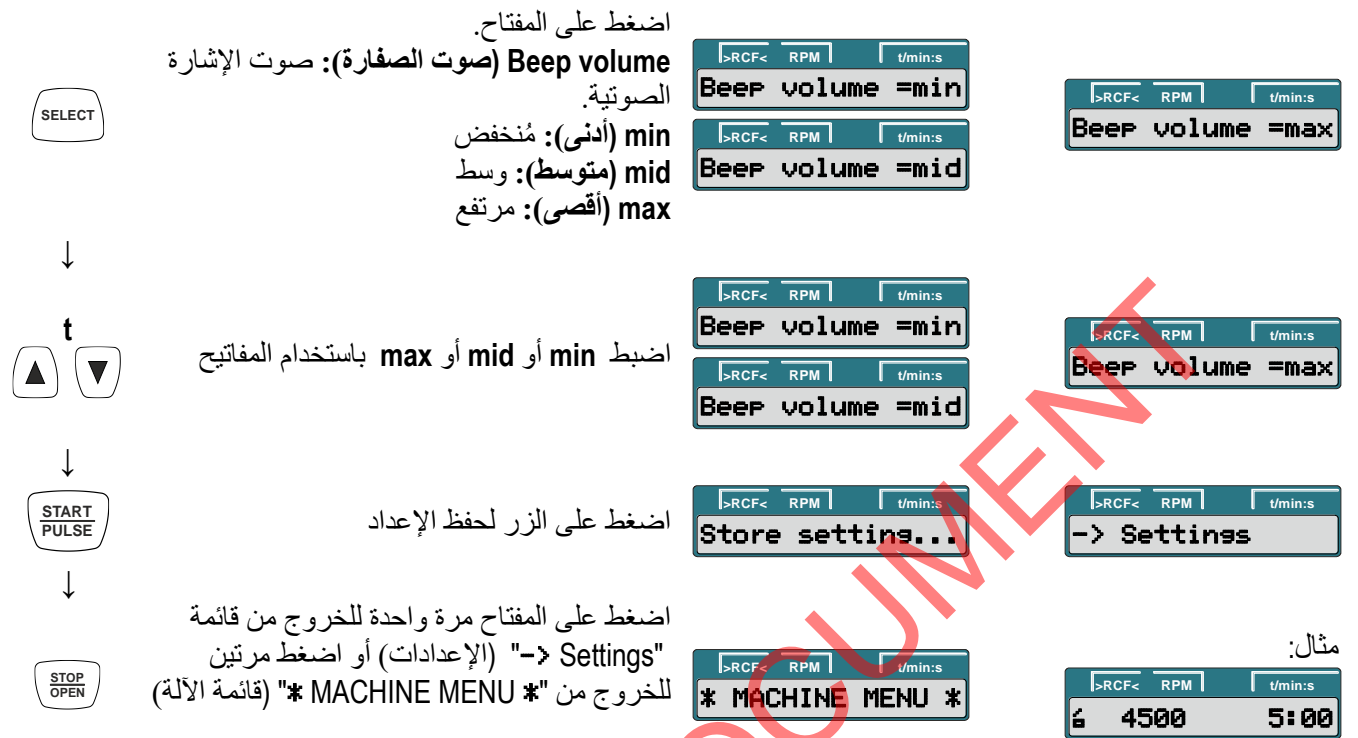 SELECT
اضغط على المفتاح.
Beep volume (صوت الصفارة): صوت الإشارة
الصوتية.
min (أدنى): مُنخفض
mid (متوسط): وسط
max (أقصى): مرتفع
>RCF< RPM t/min:s
Beep volume =min
>RCF< RPM t/min:s
Beep volume =mid
>RCF< RPM t/min:s
Beep volume =max
↓
t
▲ ▼
اضبط min أو mid أو max باستخدام المفاتيح
>RCF< RPM t/min:s
Beep volume =min
>RCF< RPM t/min:s
Beep volume =mid
>RCF< RPM t/min:s
Beep volume =max
↓
START
PULSE
اضغط على الزر لحفظ الإعداد
>RCF< RPM t/min:s
Store setting...
>RCF< RPM t/min:s
-> Settings
↓
STOP
OPEN
اضغط على المفتاح مرة واحدة للخروج من قائمة
"-> Settings" (الإعدادات) أو اضغط مرتين
للخروج من "* MACHINE MENU *" (قائمة الآلة)
>RCF< RPM t/min:s
* MACHINE MENU *
مثال:
>RCF< RPM t/min:s
4500 5:00